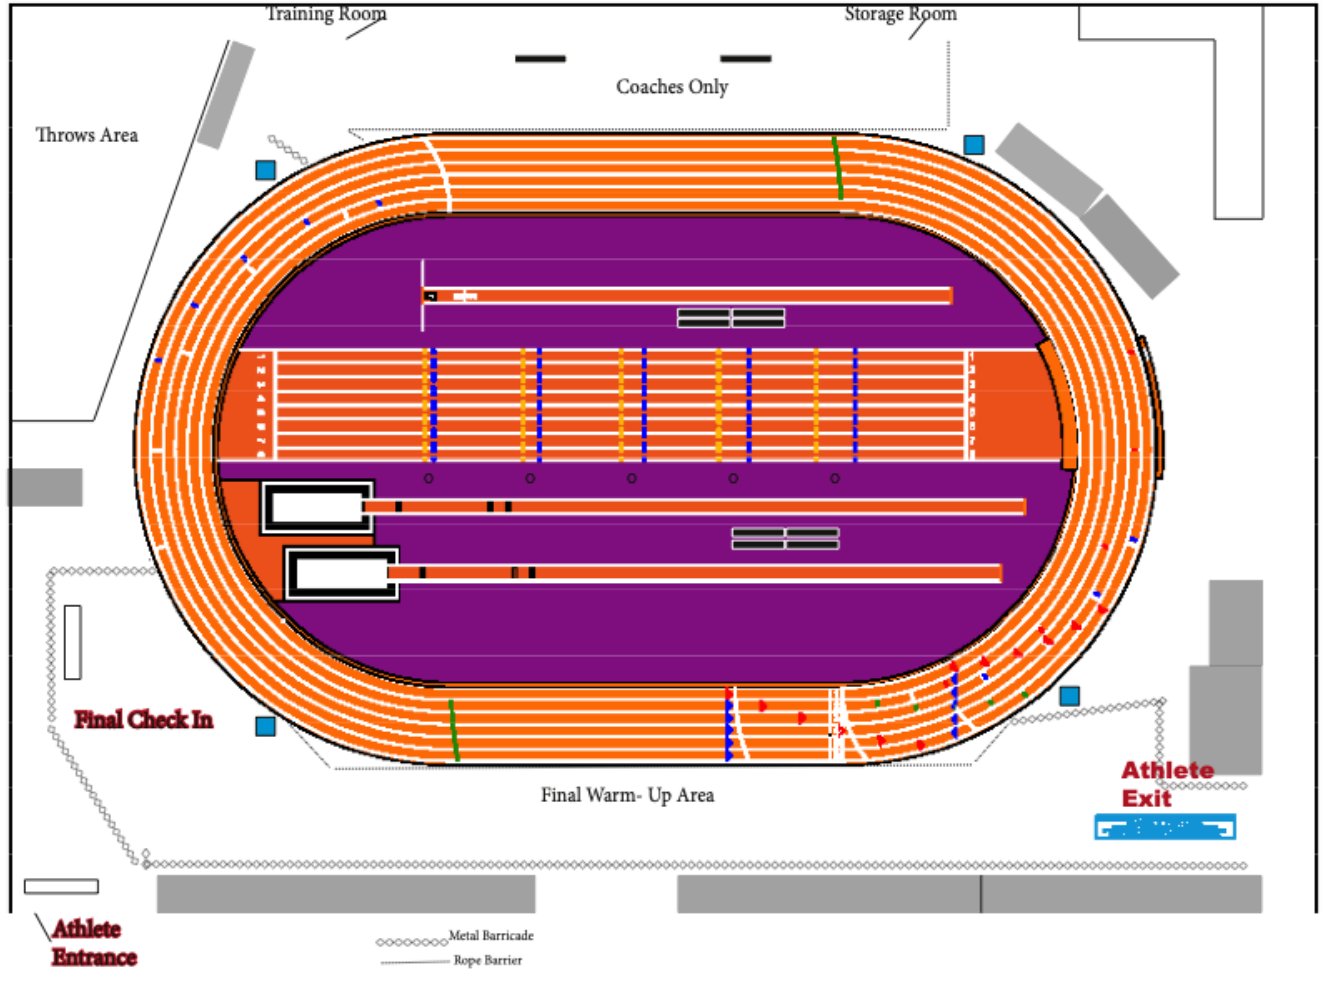 Training Room
Storage Room
Coaches Only
Throws Area
Final Check In
Final Warm- Up Area
Athlete
Exit
Athlete
Entrance
Metal Barricade
Rope Barrier